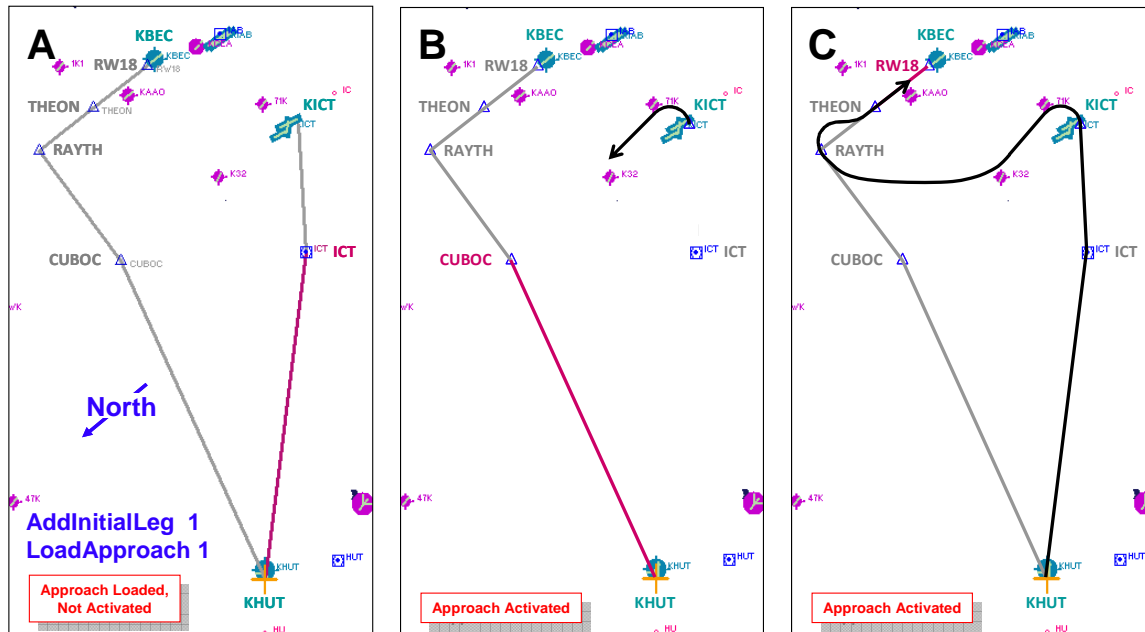 A
KBEC
KBEC
RW18
RW18
1K1
KAAO
THEON
THEON
71K
IC
KICT
ICT
RAYTH
K32
CUBOC
CUBOC
ICT
ICT
North
47K
AddInitialLeg 1
LoadApproach 1
HUT
KHUT
Approach Loaded,
Not Activated
KHUT
HU
B
KBEC
KBEC
RW18
1K1
KAAO
THEON
71K
IC
KICT
ICT
RAYTH
K32
CUBOC
ICT
ICT
47K
HUT
KHUT
Approach Activated
KHUT
HU
C
KBEC
KBEC
RW18
1K1
KAAO
THEON
71K
IC
KICT
ICT
RAYTH
K32
CUBOC
ICT
ICT
47K
HUT
KHUT
Approach Activated
KHUT
HU